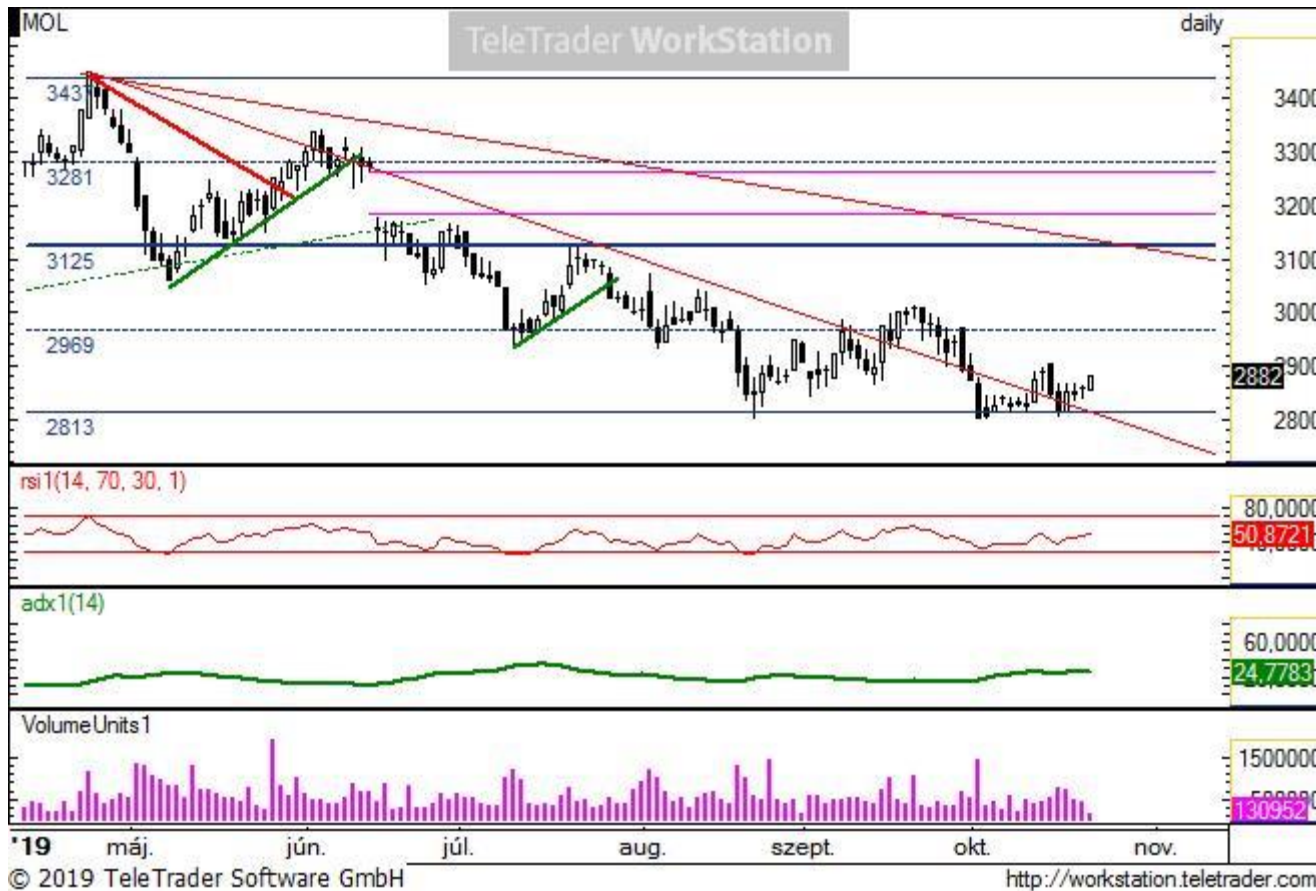 MOL
TeleTrader WorkStation
daily
3437
3281
3125
2969
2813
3400
3300
3200
3100
3000
2900
2882
2800
rsi1(14, 70, 30, 1)
80,0000
50,8721
adx1(14)
60,0000
24,7783
VolumeUnits1
1500000
130952
'19 máj. jún. júl. aug. szept. okt. nov.
© 2019 TeleTrader Software GmbH
http://workstation.teletrader.com